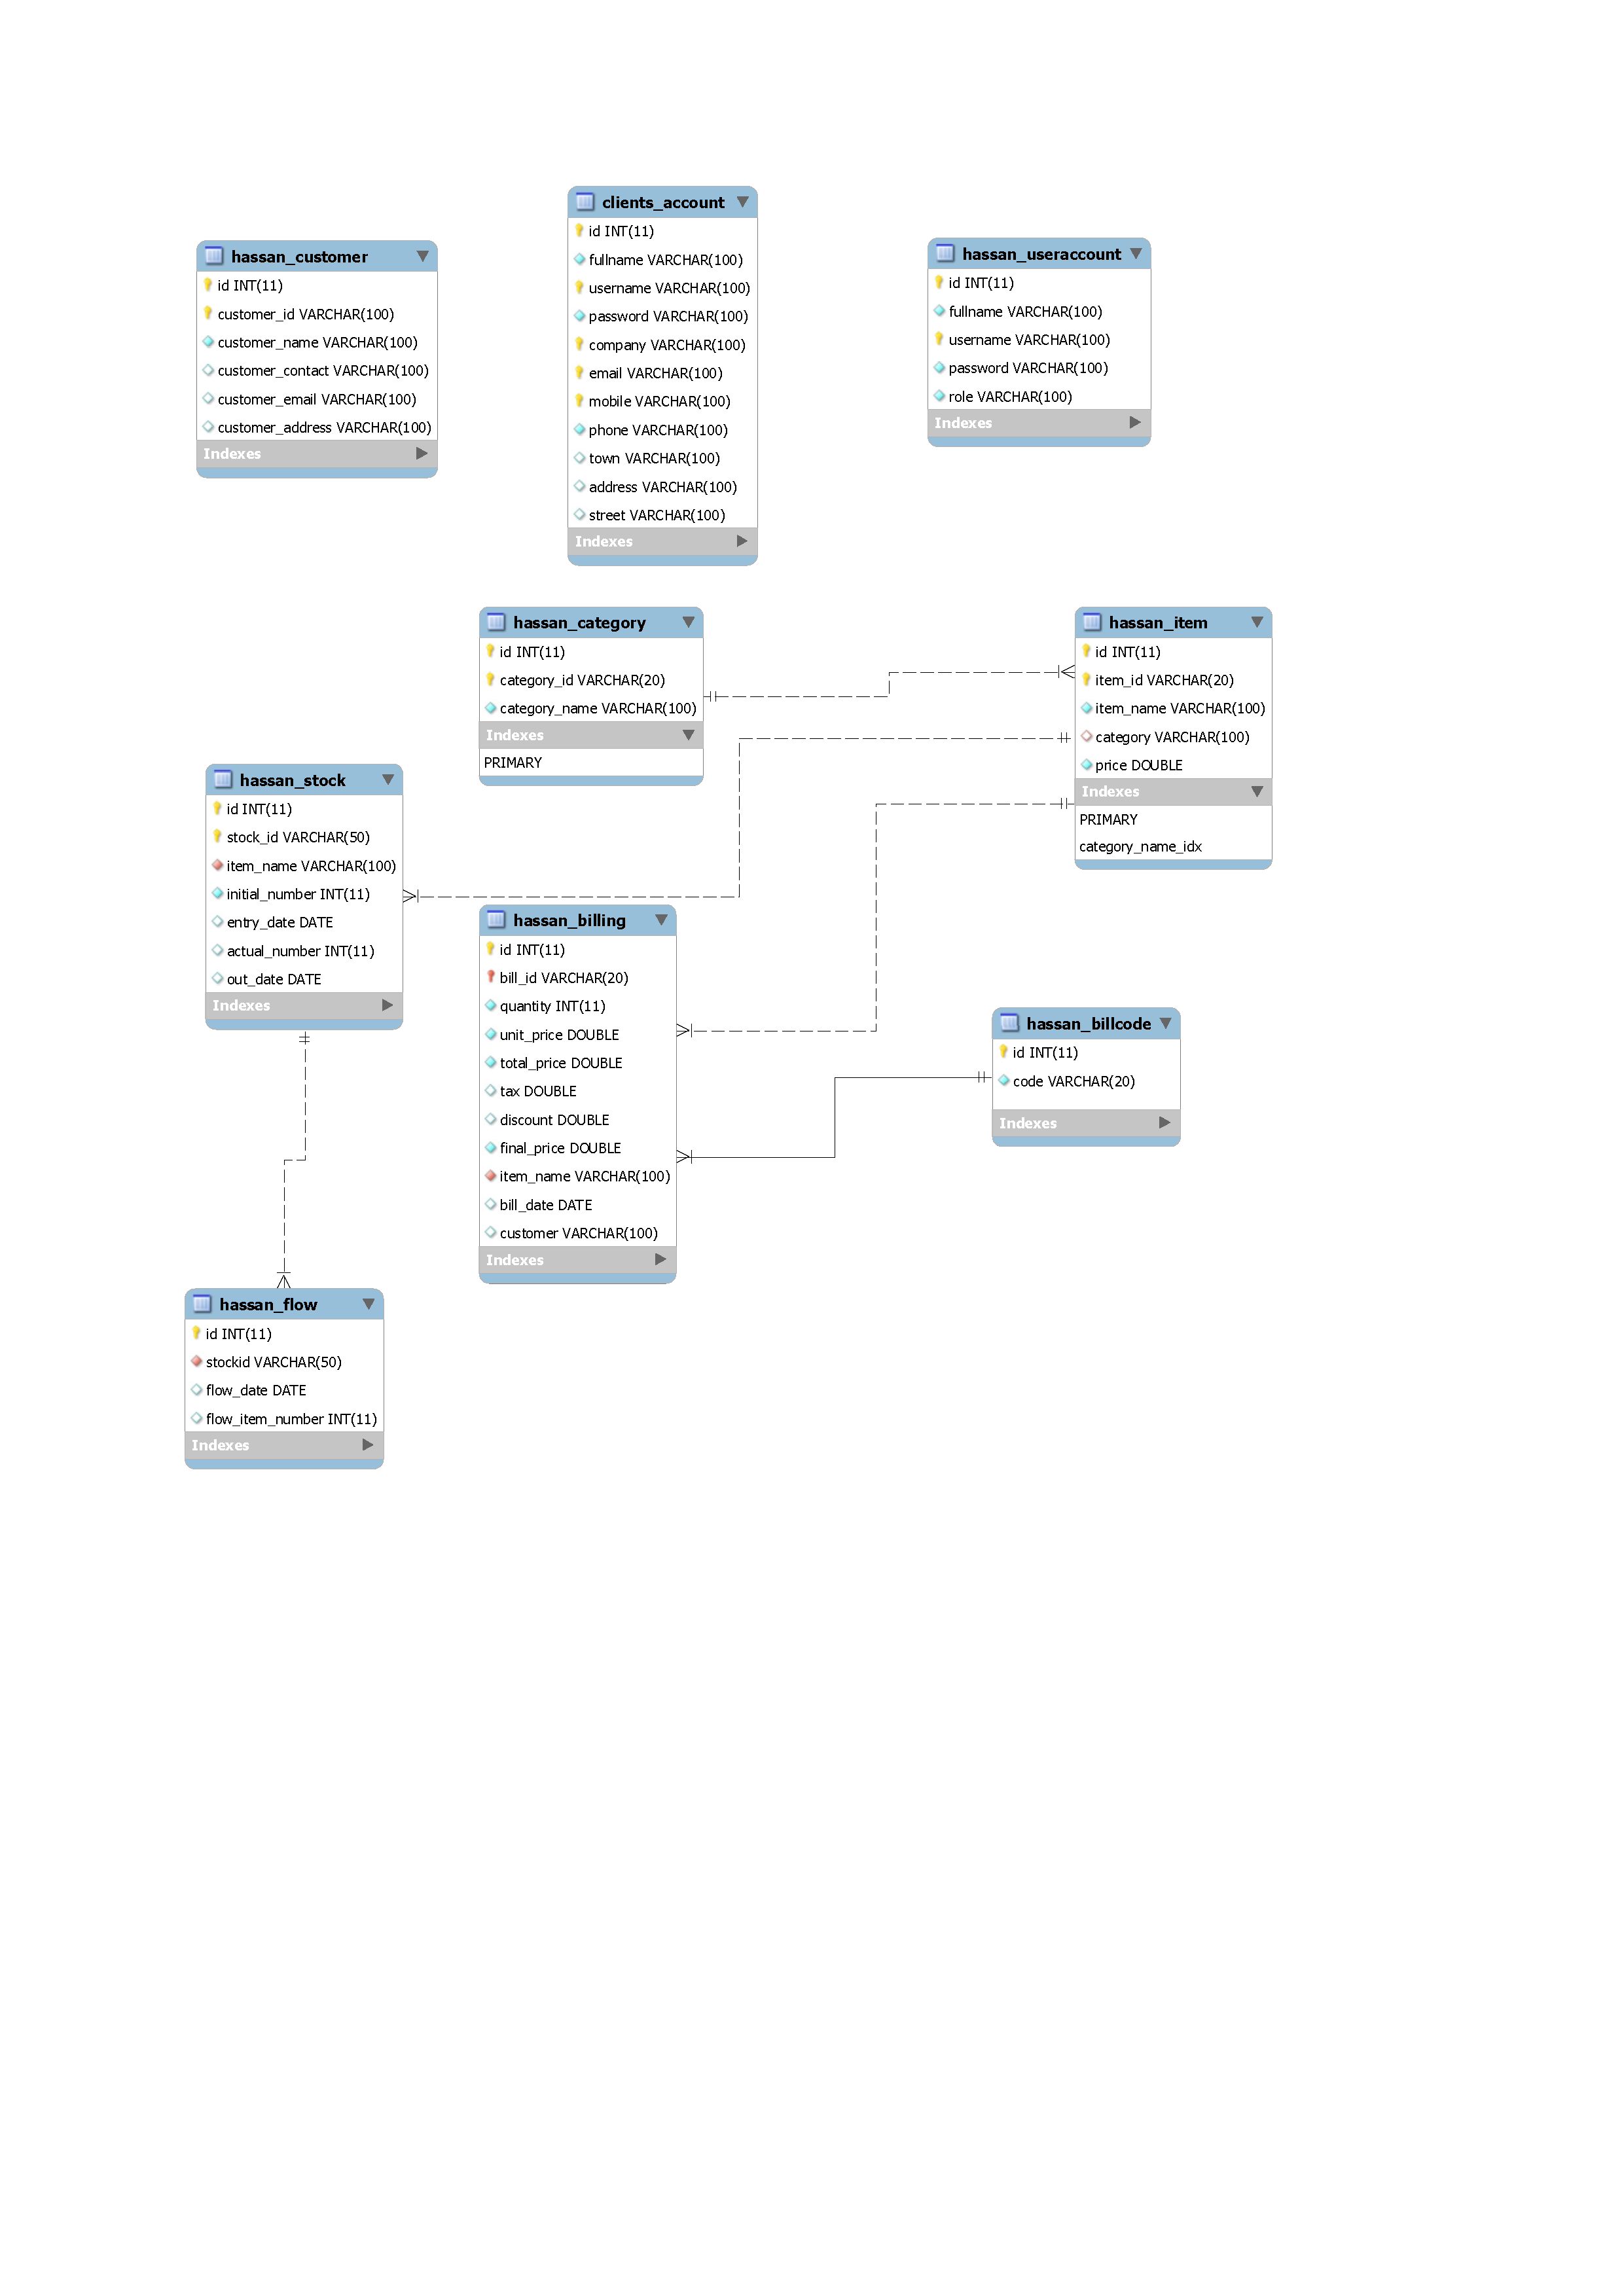 clients_account
id INT(11)
fullname VARCHAR(100)
username VARCHAR(100)
password VARCHAR(100)
company VARCHAR(100)
email VARCHAR(100)
mobile VARCHAR(100)
phone VARCHAR(100)
town VARCHAR(100)
address VARCHAR(100)
street VARCHAR(100)
Indexes
hassan_customer
id INT(11)
customer_id VARCHAR(100)
customer_name VARCHAR(100)
customer_contact VARCHAR(100)
customer_email VARCHAR(100)
customer_address VARCHAR(100)
Indexes
hassan_useraccount
id INT(11)
fullname VARCHAR(100)
username VARCHAR(100)
password VARCHAR(100)
role VARCHAR(100)
Indexes
hassan_category
id INT(11)
category_id VARCHAR(20)
category_name VARCHAR(100)
Indexes
PRIMARY
hassan_item
id INT(11)
item_id VARCHAR(20)
item_name VARCHAR(100)
category VARCHAR(100)
price DOUBLE
Indexes
PRIMARY
category_name_idx
hassan_stock
id INT(11)
stock_id VARCHAR(50)
item_name VARCHAR(100)
initial_number INT(11)
entry_date DATE
actual_number INT(11)
out_date DATE
Indexes
hassan_billing
id INT(11)
bill_id VARCHAR(20)
quantity INT(11)
unit_price DOUBLE
total_price DOUBLE
tax DOUBLE
discount DOUBLE
final_price DOUBLE
item_name VARCHAR(100)
bill_date DATE
customer VARCHAR(100)
Indexes
hassan_billcode
id INT(11)
code VARCHAR(20)
Indexes
hassan_flow
id INT(11)
stockid VARCHAR(50)
flow_date DATE
flow_item_number INT(11)
Indexes